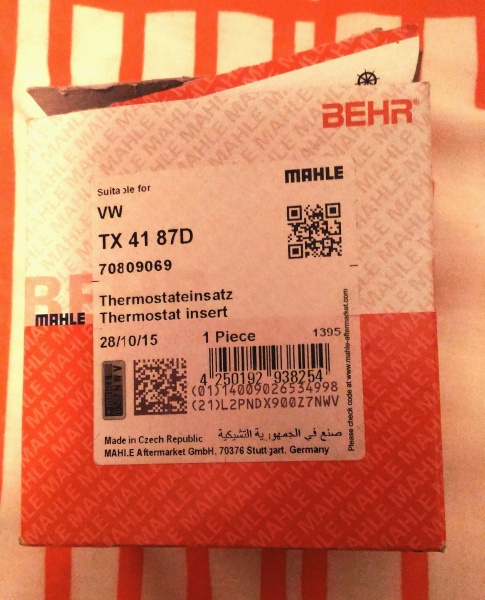 BEHR®
MAHLE
Suitable for
VW
TX 41 87D
70809069
Thermostateinsatz
Thermostat insert
MAHLE
28/10/15 1 Piece 1395
4 250192 938254
(01)14009026534998
(21)L2PNDX900Z7NWV
Please check code at www.mahle-aftermarket.com
Made in Czech Republic صنع في الجمهورية التشيكية
MAHLE Aftermarket GmbH, 70376 Stuttgart, Germany